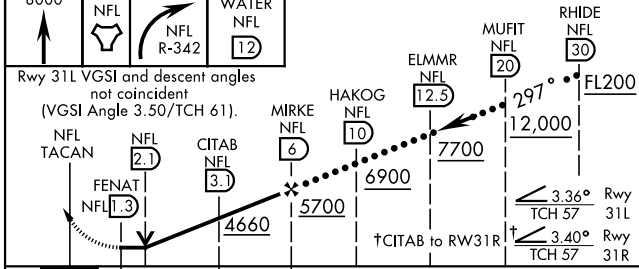 8000
NFL
NFL
R-342
WATER
NFL
12
Rwy 31L VGSI and descent angles
not coincident
(VGSI Angle 3.50/TCH 61).
NFL
TACAN
FENAT
NFL 1.3
NFL
2.1
CITAB
NFL
3.1
MIRKE
NFL
6
HAKOG
NFL
10
ELMMR
NFL
12.5
MUFIT
NFL
20
RHIDE
NFL
30
297°
FL200
12,000
7700
6900
5700
4660
3.36°
TCH 57
Rwy
31L
†CITAB to RW31R
† 3.40°
TCH 57
Rwy
31R